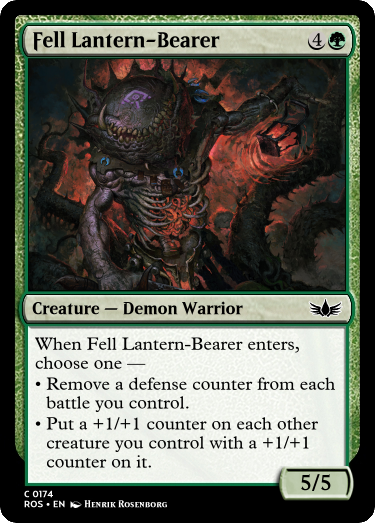 Fell Lantern-Bearer 4
Creature — Demon Warrior
When Fell Lantern-Bearer enters,
choose one —
• Remove a defense counter from each
battle you control.
• Put a +1/+1 counter on each other
creature you control with a +1/+1
counter on it.
5/5
C 0174
ROS • EN Henrik Rosenborg